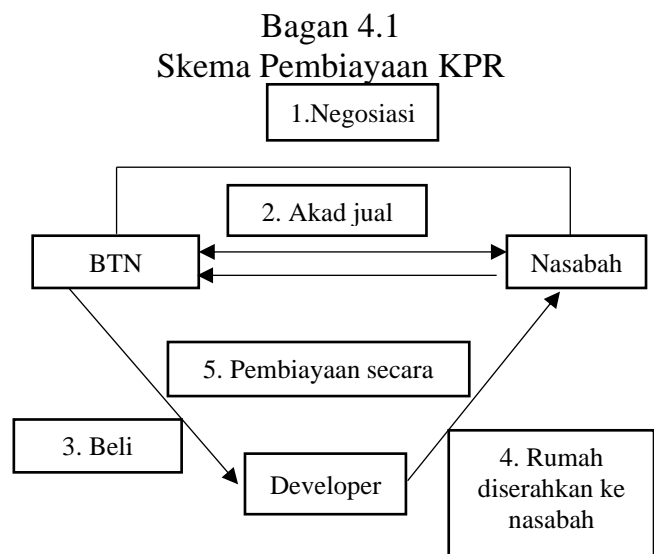 Bagan 4.1
Skema Pembiayaan KPR
1.Negosiasi
2. Akad jual
BTN
Nasabah
5. Pembiayaan secara
3. Beli
Developer
4. Rumah
diserahkan ke
nasabah